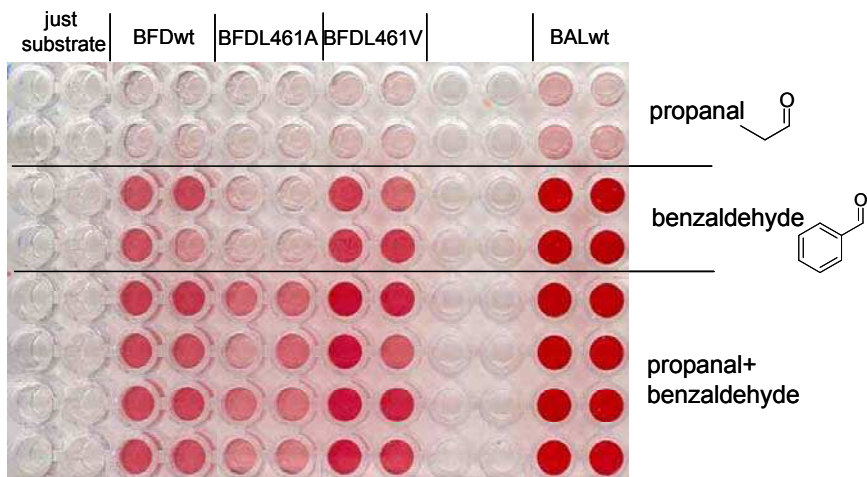 just
substrate
BFDwt
BFDL461A
BFDL461V
BALwt
propanal
O
benzaldehyde
O
propanal+
benzaldehyde